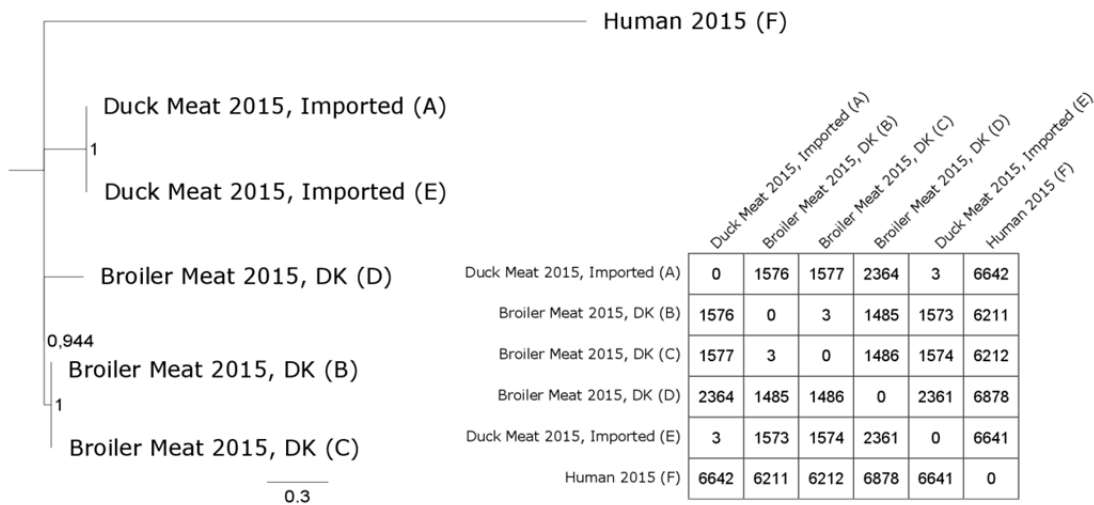 Human 2015 (F)
Duck Meat 2015, Imported (A)
1
Duck Meat 2015, Imported (E)
Broiler Meat 2015, DK (D)
0,944
Broiler Meat 2015, DK (B)
1
Broiler Meat 2015, DK (C)
0.3
Duck Meat 2015, Imported (A)
Broiler Meat 2015, DK (B)
Broiler Meat 2015, DK (C)
Broiler Meat 2015, DK (D)
Duck Meat 2015, Imported (E)
Human 2015 (F)
Duck Meat 2015, Imported (A) 0 1576 1577 2364 3 6642
Broiler Meat 2015, DK (B) 1576 0 3 1485 1573 6211
Broiler Meat 2015, DK (C) 1577 3 0 1486 1574 6212
Broiler Meat 2015, DK (D) 2364 1485 1486 0 2361 6878
Duck Meat 2015, Imported (E) 3 1573 1574 2361 0 6641
Human 2015 (F) 6642 6211 6212 6878 6641 0